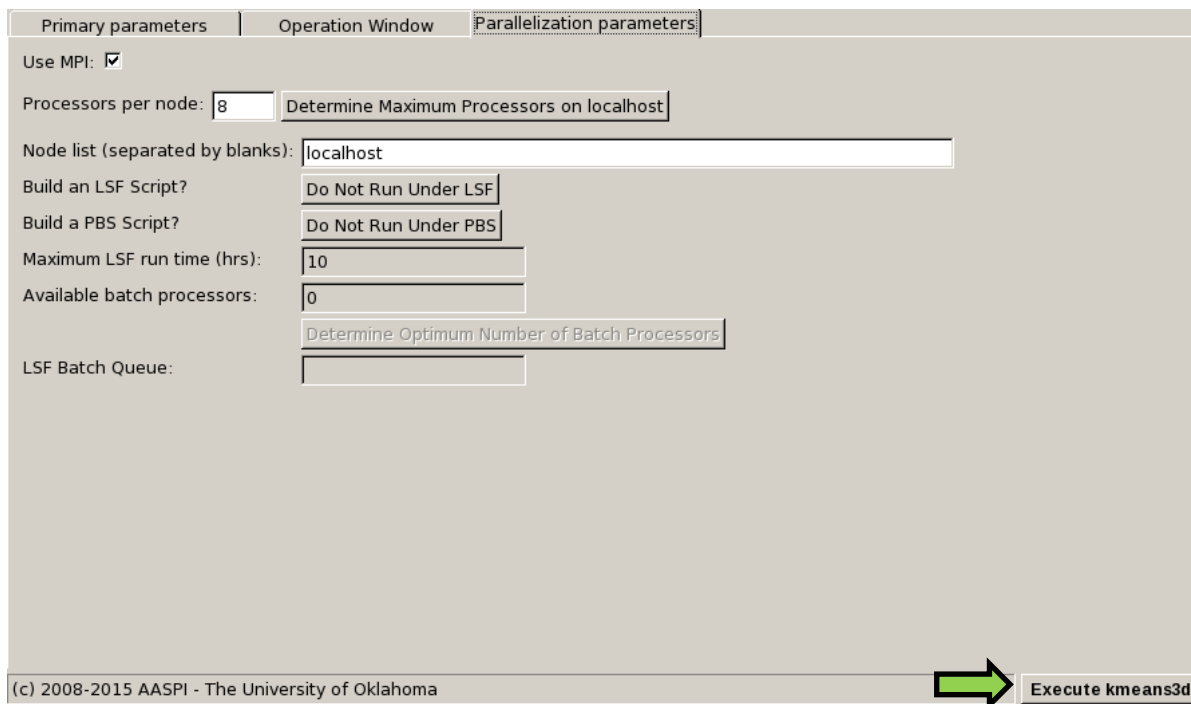 Primary parameters Operation Window Parallelization parameters
Use MPI:
Processors per node: 8 Determine Maximum Processors on localhost
Node list (separated by blanks): localhost
Build an LSF Script? Do Not Run Under LSF
Build a PBS Script? Do Not Run Under PBS
Maximum LSF run time (hrs): 10
Available batch processors: 0
Determine Optimum Number of Batch Processors
LSF Batch Queue:
(c) 2008-2015 AASPI - The University of Oklahoma Execute kmeans3d